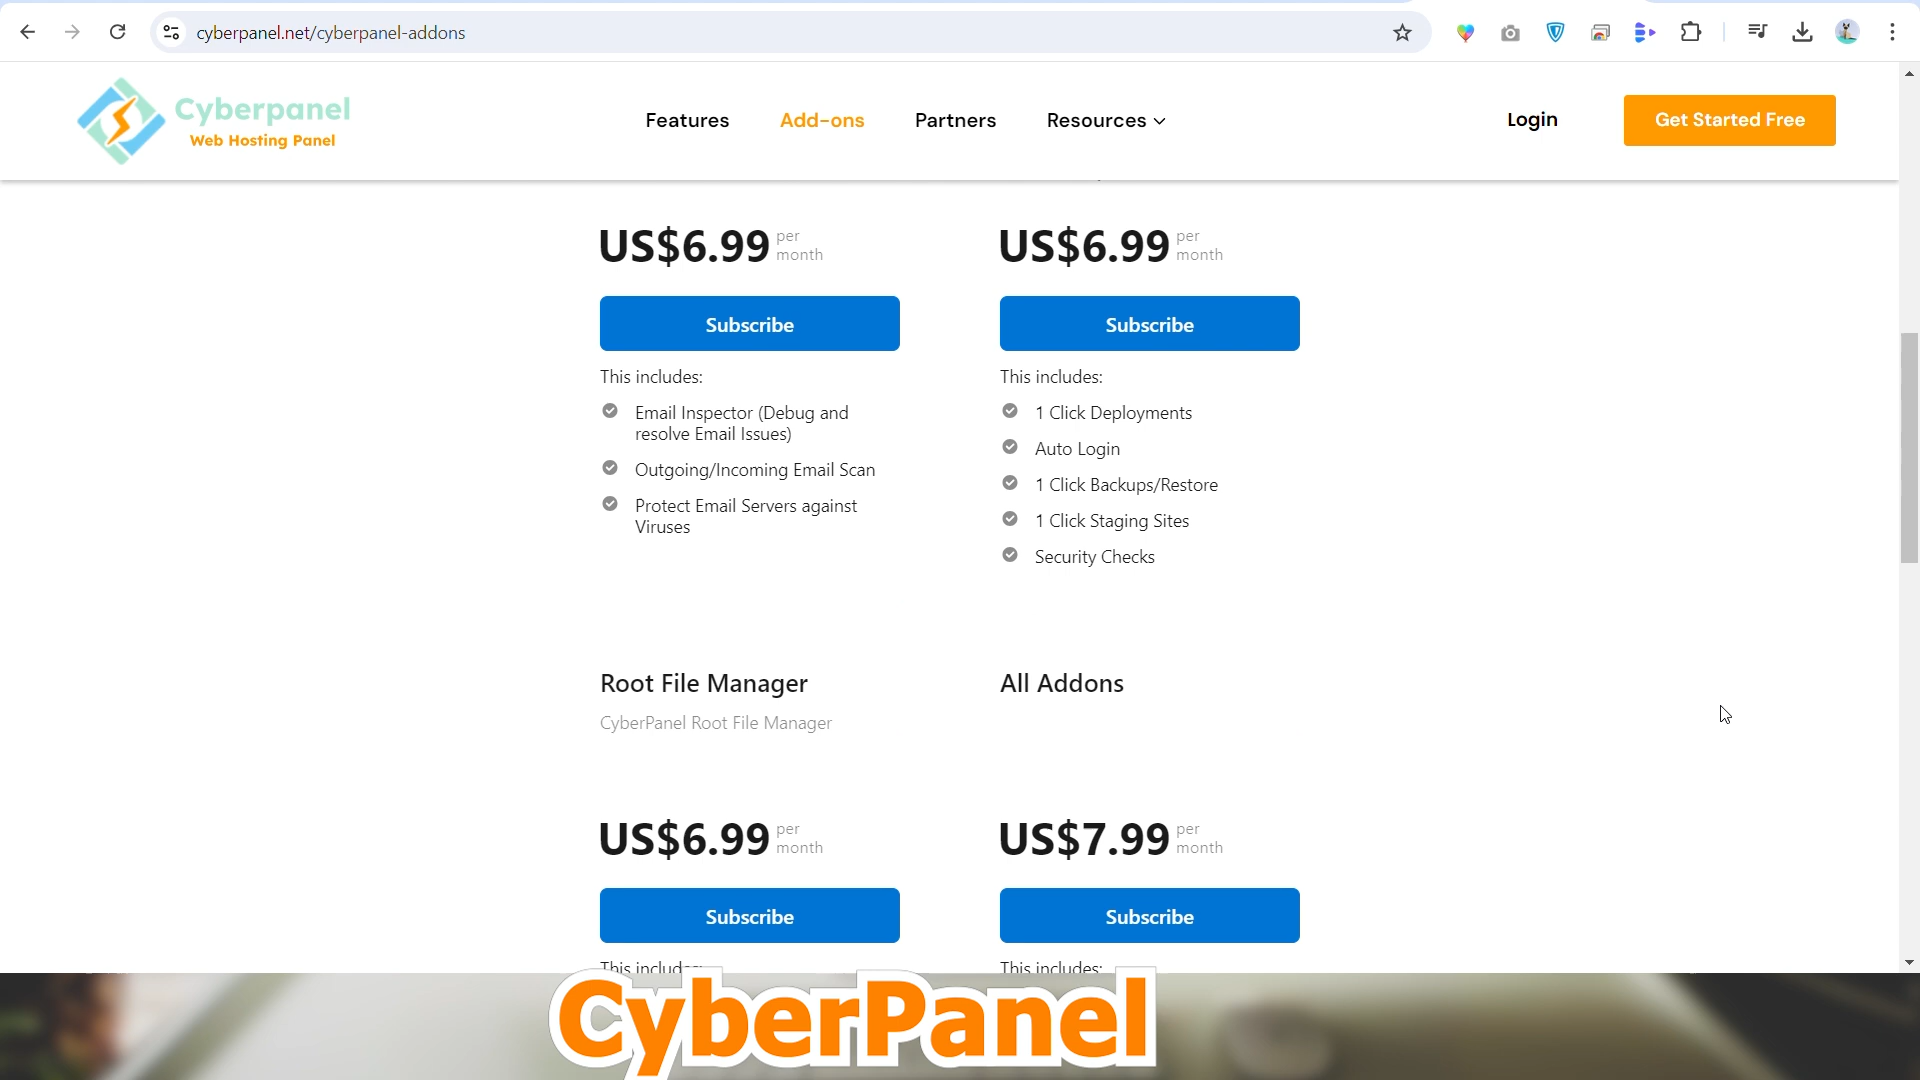 cyberpanel.net/cyberpanel-addons
Cyberpanel
Web Hosting Panel
Features
Add-ons
Partners
Resources
Login
Get Started Free
US$6.99 per month
US$6.99 per month
Subscribe
Subscribe
This includes:
This includes:
Email Inspector (Debug and
resolve Email Issues)
Outgoing/Incoming Email Scan
Protect Email Servers against
Viruses
1 Click Deployments
Auto Login
1 Click Backups/Restore
1 Click Staging Sites
Security Checks
Root File Manager
All Addons
CyberPanel Root File Manager
US$6.99 per month
US$7.99 per month
Subscribe
Subscribe
This includes:
This includes:
CyberPanel